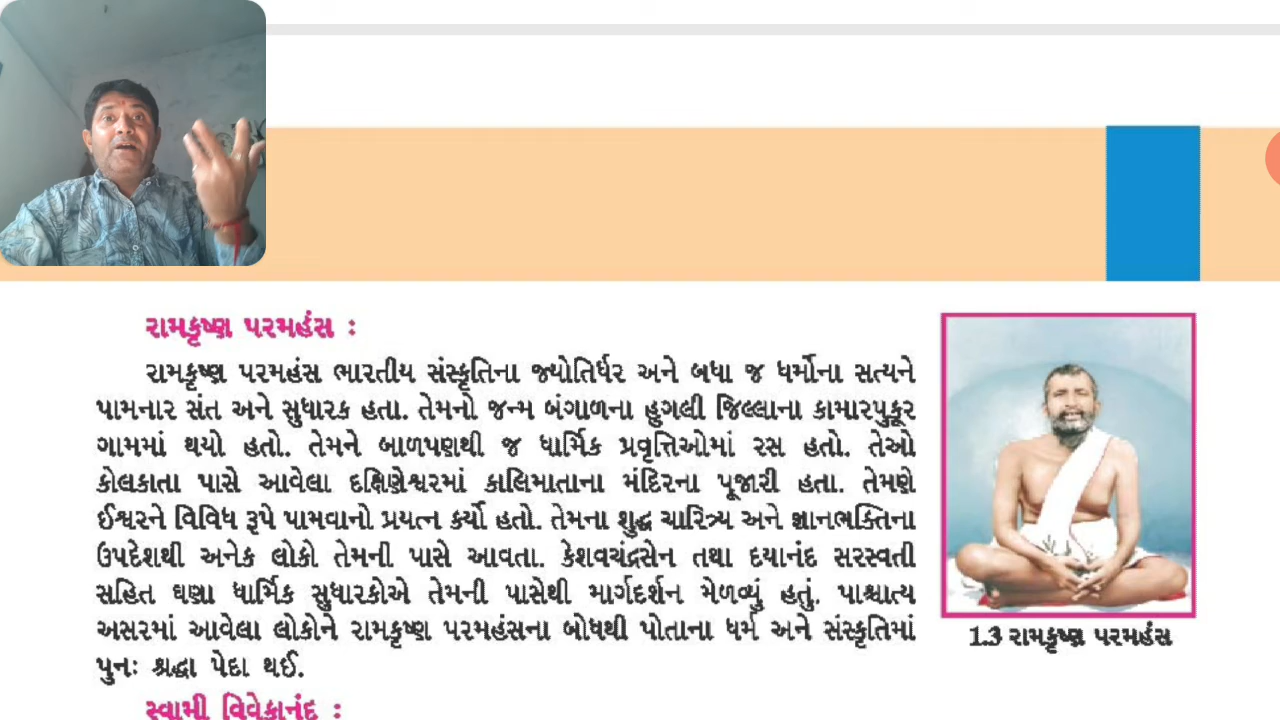 રામકૃષ્ણ પરમહંસ :
રામકૃષ્ણ પરમહંસ ભારતીય સંસ્કૃતિના જ્યોતિર્ધર અને બધા જ ધર્મોના સત્યને
પામનાર સંત અને સુધારક હતા. તેમનો જન્મ બંગાળના હુગલી જિલ્લાના કામારપુકૂર
ગામમાં થયો હતો. તેમને બાળપણથી જ ધાર્મિક પ્રવૃત્તિઓમાં રસ હતો. તેઓ
કોલકાતા પાસે આવેલા દક્ષિણેશ્વરમાં કાલિમાતાના મંદિરના પૂજારી હતા. તેમણે
ઈશ્વરને વિવિધ રૂપે પામવાનો પ્રયત્ન કર્યો હતો. તેમના શુદ્ધ ચારિત્ર્ય અને જ્ઞાનભક્તિના
ઉપદેશથી અનેક લોકો તેમની પાસે આવતા. કેશવચંદ્રસેન તથા દયાનંદ સરસ્વતી
સહિત ઘણા ધાર્મિક સુધારકોએ તેમની પાસેથી માર્ગદર્શન મેળવ્યું હતું. પાશ્ચાત્ય
અસરમાં આવેલા લોકોને રામકૃષ્ણ પરમહંસના બોધથી પોતાના ધર્મ અને સંસ્કૃતિમાં
પુનઃ શ્રદ્ધા પેદા થઈ.
1.3 રામકૃષ્ણ પરમહંસ
સ્વામી વિવેકાનંદ :